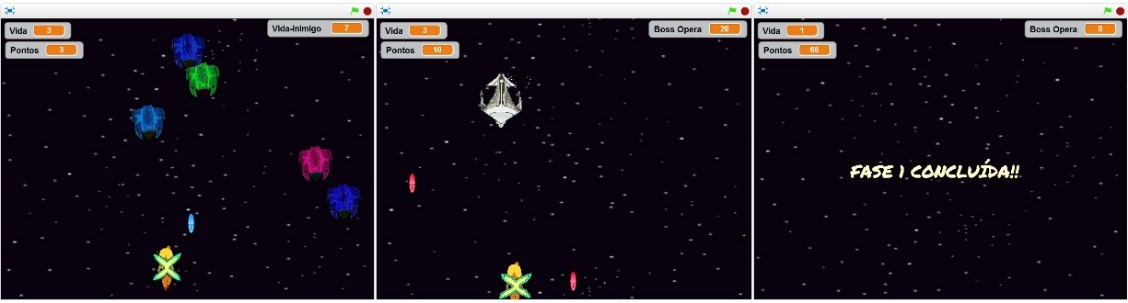 Vida 3
Vida-inimigo 7
Pontos 3
Vida 3
Boss Opera 20
Pontos 10
Vida 1
Boss Opera 0
Pontos 66
FASE 1 CONCLUÍDA!!